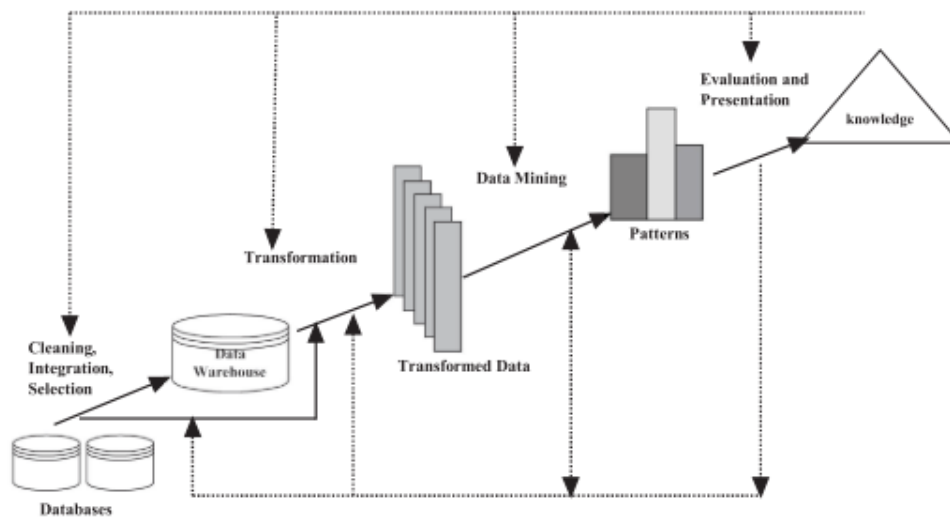 Evaluation and
Presentation
knowledge
Data Mining
Patterns
Transformation
Transformed Data
Cleaning,
Integration,
Selection
Data
Warehouse
Databases